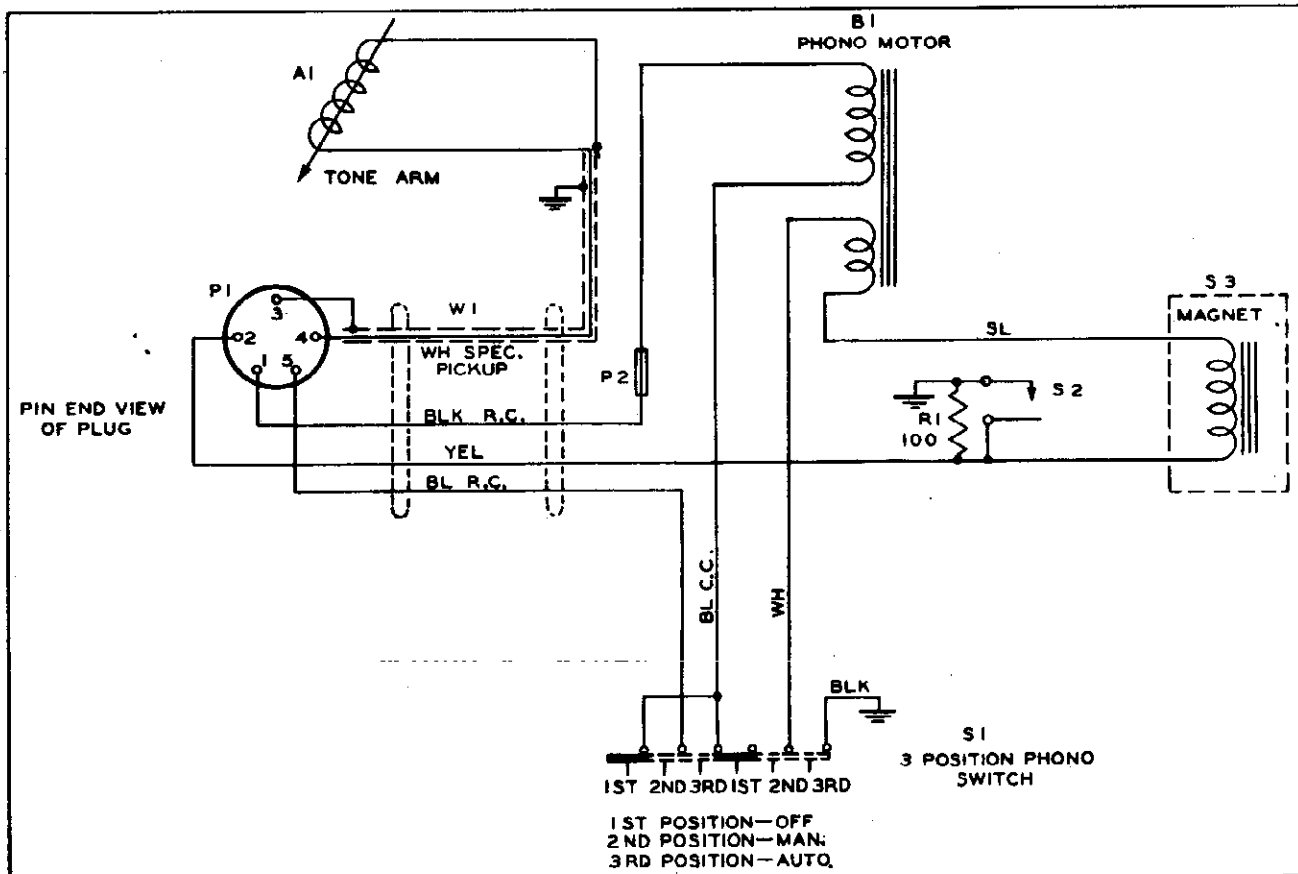 B1
PHONO MOTOR
A1
TONE ARM
P1
3
2
4
1
5
W1
WH SPEC.
PICKUP
PIN END VIEW
OF PLUG
BLK R.C.
P2
YEL
BL R.C.
SL
S3
MAGNET
S2
R1
100
BL C.C.
WH
BLK
S1
3 POSITION PHONO
SWITCH
1ST 2ND 3RD 1ST 2ND 3RD
1ST POSITION—OFF
2ND POSITION—MAN.
3RD POSITION—AUTO.